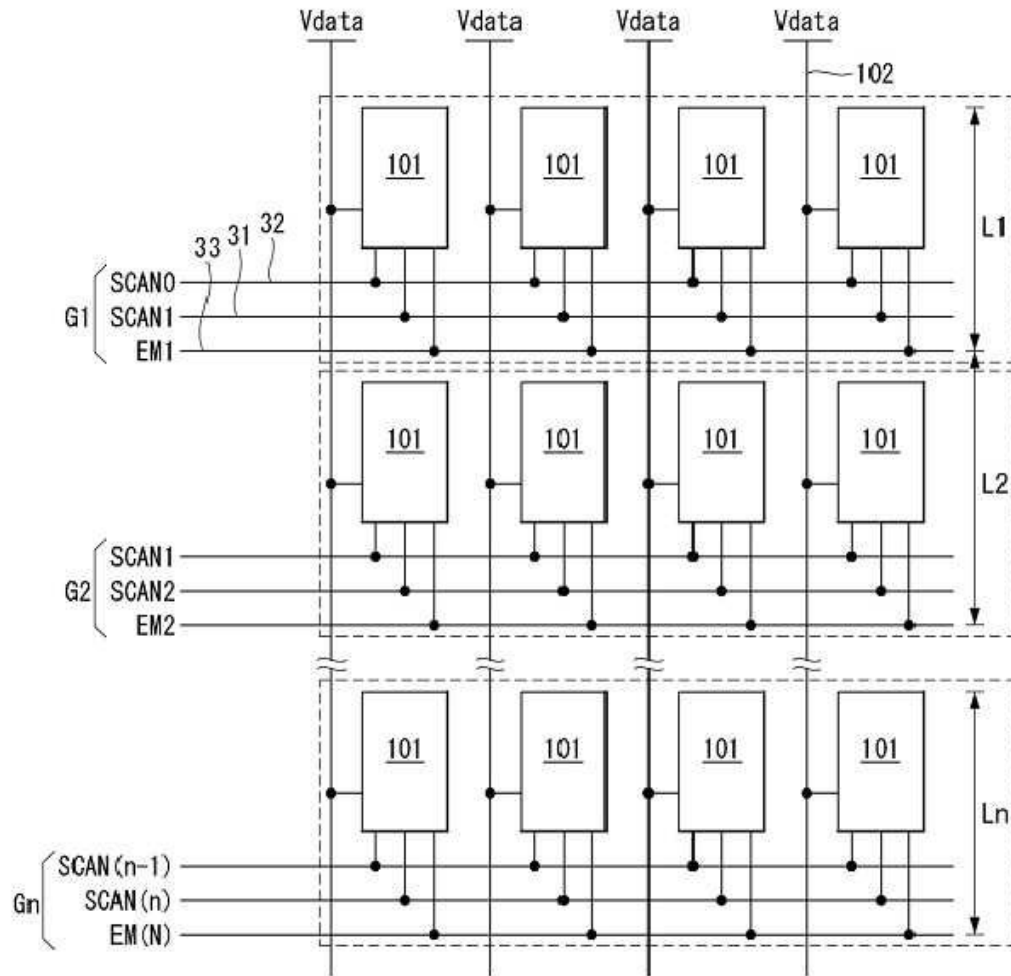 Vdata Vdata Vdata Vdata
102
101 101 101 101
L1
33 31 32
G1
SCAN0
SCAN1
EM1
101 101 101 101
L2
G2
SCAN1
SCAN2
EM2
101 101 101 101
Ln
Gn
SCAN(n-1)
SCAN(n)
EM(N)